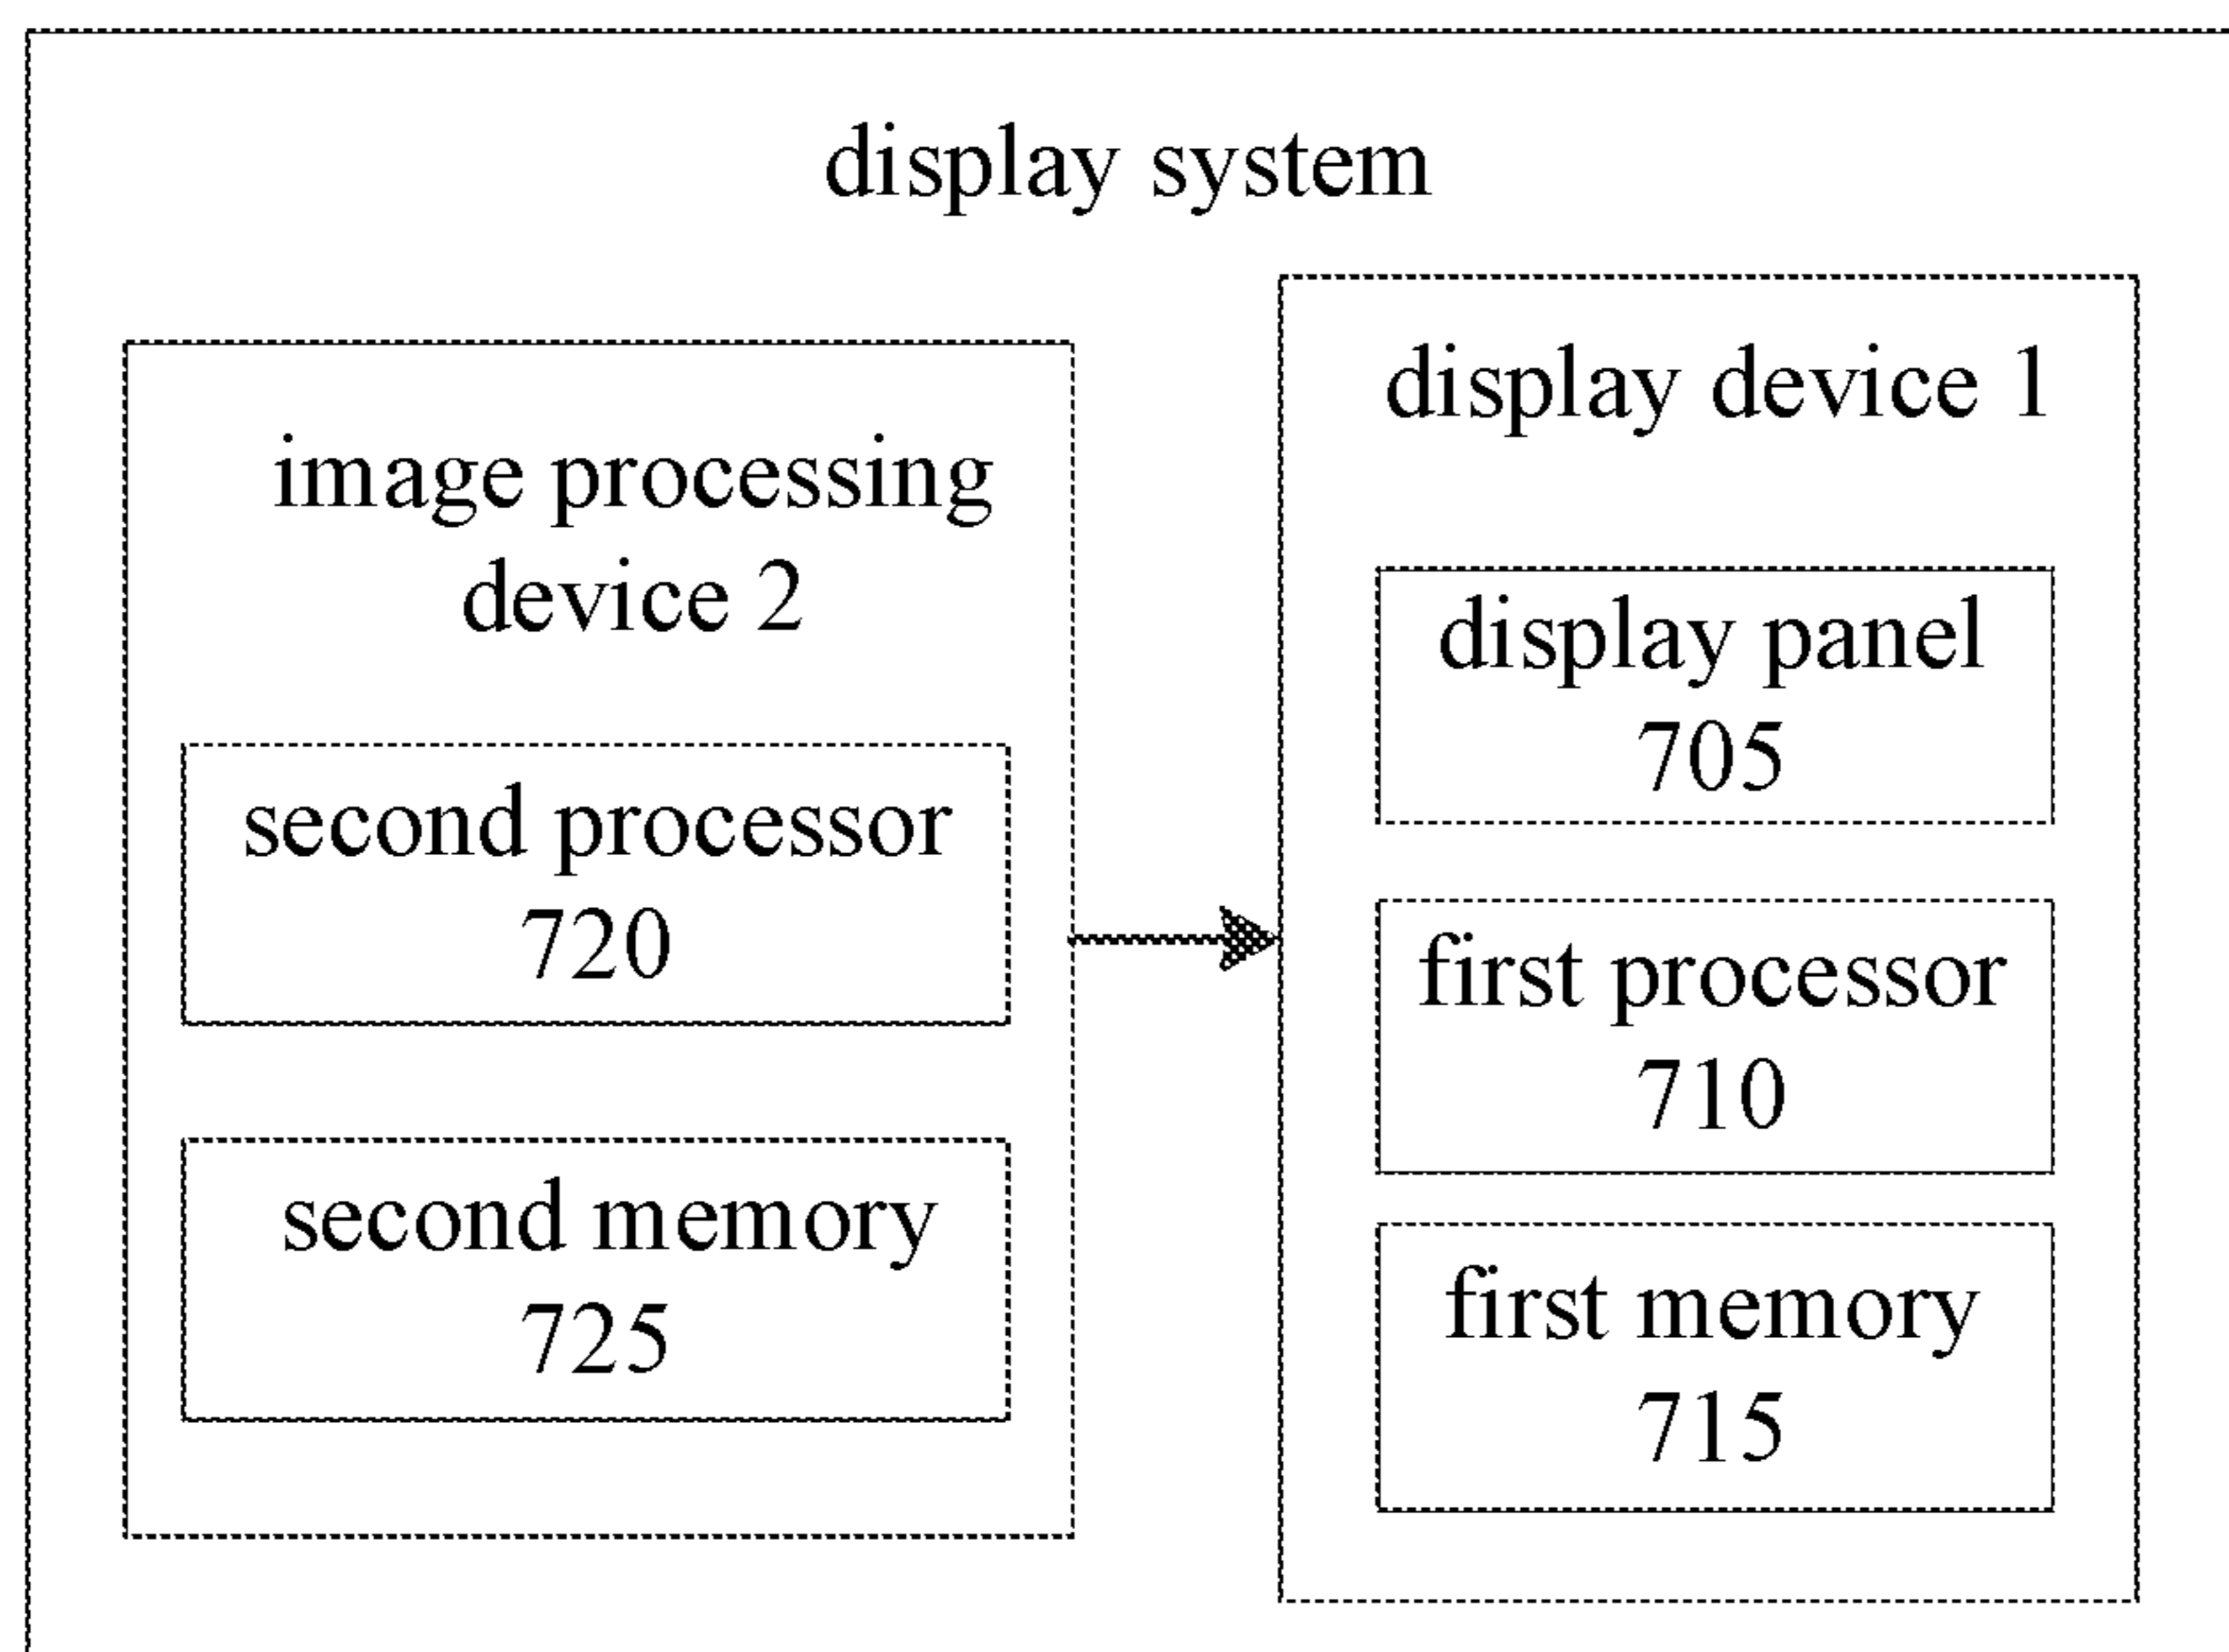 display system
image processing
device 2
second processor
720
second memory
725
display device 1
display panel
705
first processor
710
first memory
715